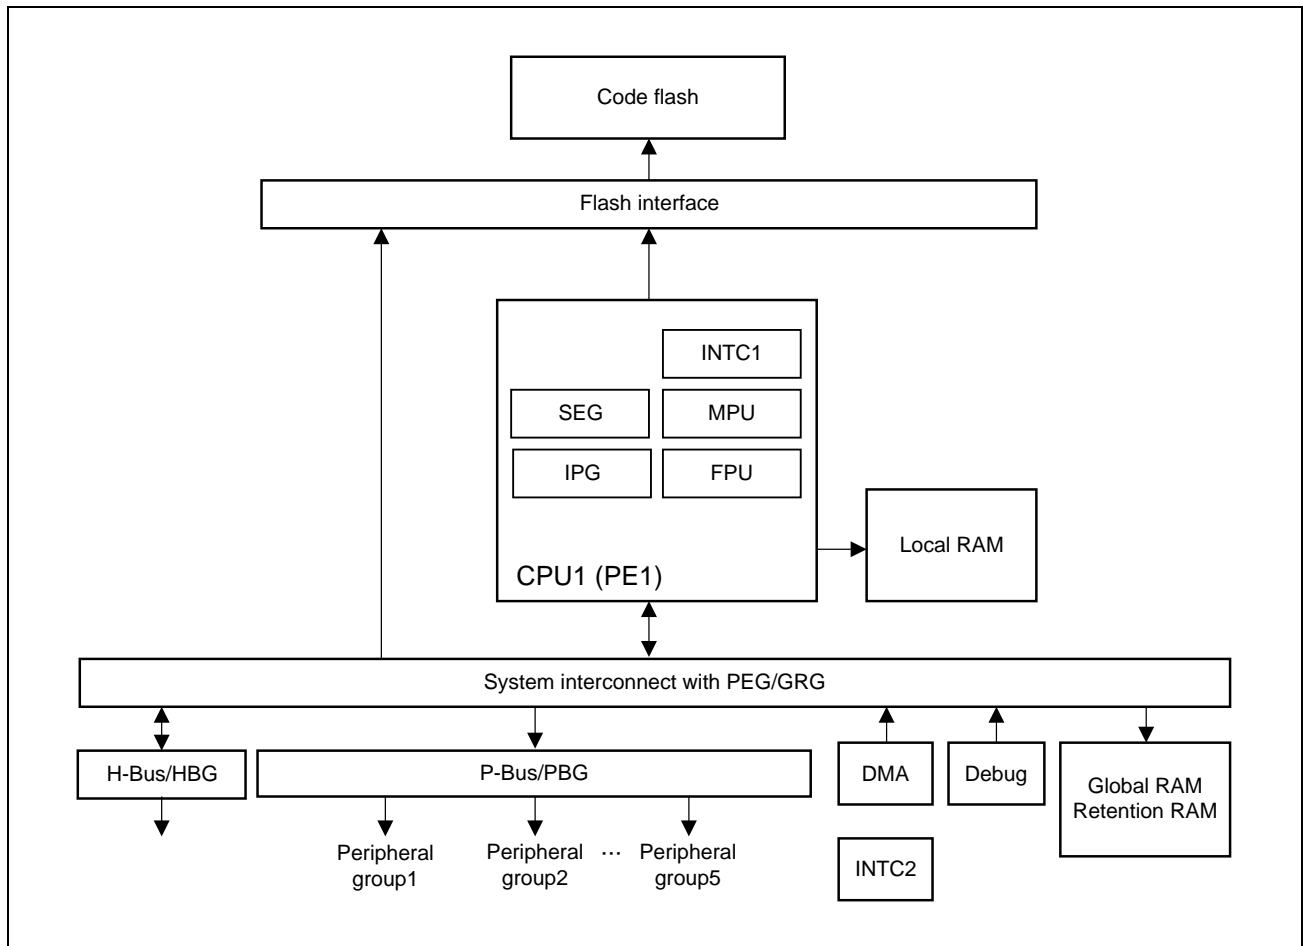 Code flash
Flash interface
INTC1
SEG
MPU
IPG
FPU
Local RAM
CPU1 (PE1)
System interconnect with PEG/GRG
H-Bus/HBG
P-Bus/PBG
DMA
Debug
Global RAM
Retention RAM
Peripheral
group1
Peripheral
group2
...
Peripheral
group5
INTC2